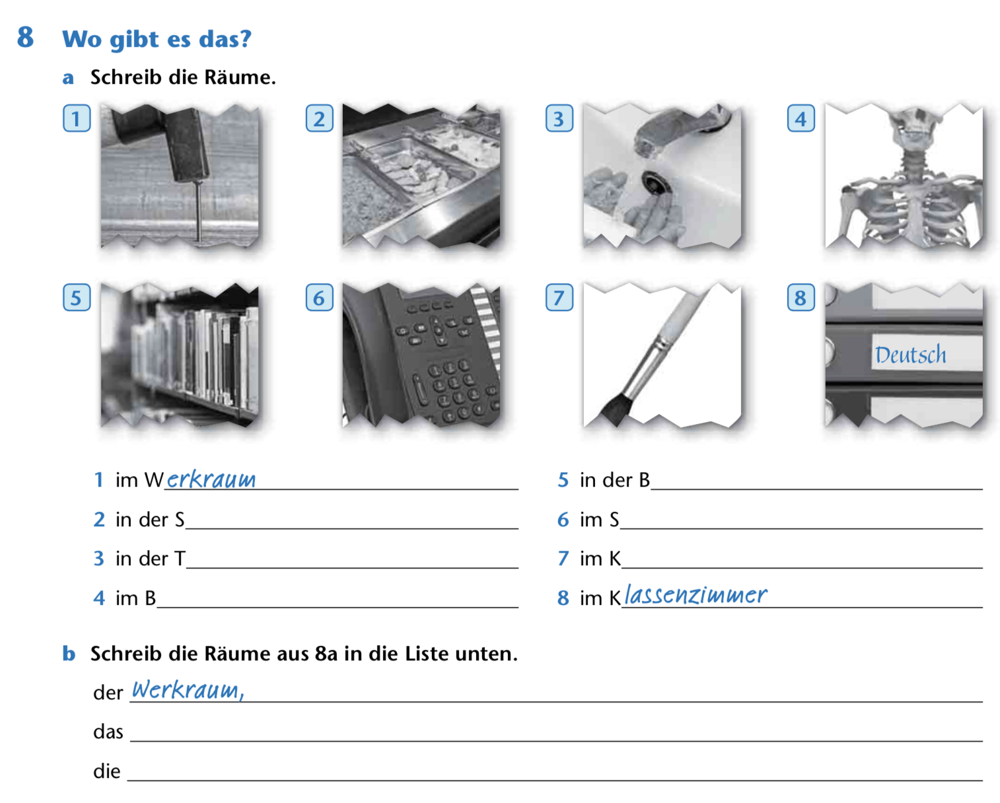 8 Wo gibt es das?
a Schreib die Räume.
1 2 3 4
5 6 7 8
Deutsch
1 im Werkraum
2 in der S
3 in der T
4 im B
5 in der B
6 im S
7 im K
8 im Klassenzimmer
b Schreib die Räume aus 8a in die Liste unten.
der Werkraum,
das
die